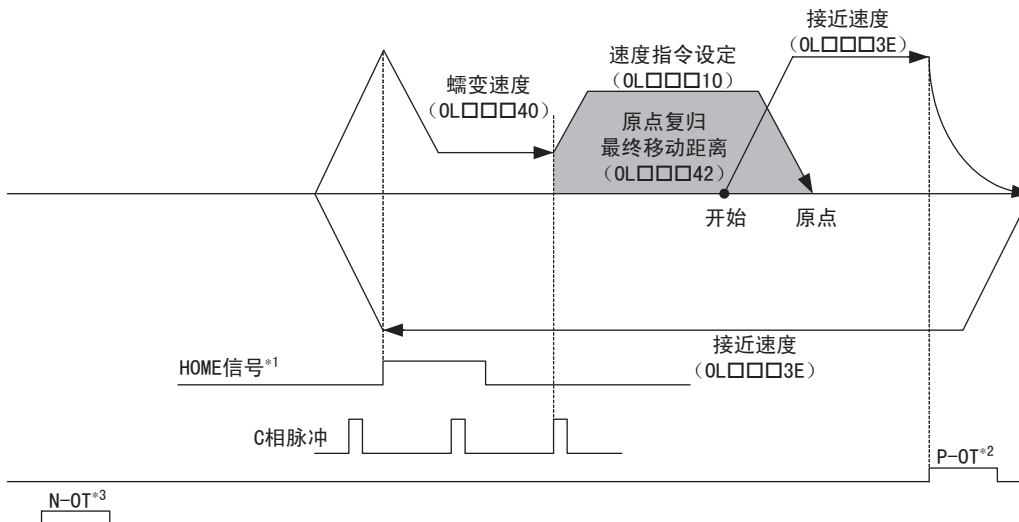 接近速度
（OL□□□3E）
速度指令设定
（OL□□□10）
蠕变速度
（OL□□□40）
原点复归
最终移动距离
（OL□□□42）
开始
原点
接近速度
（OL□□□3E）
HOME信号*1
C相脉冲
P-OT*2
N-OT*3